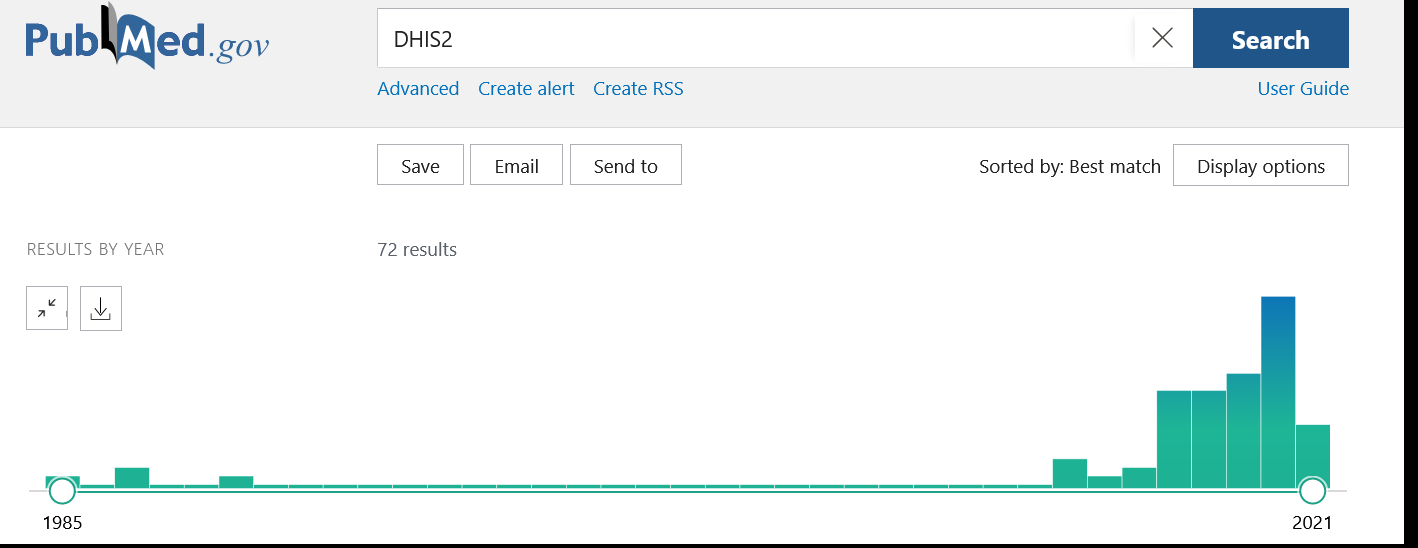 PubMed.gov
DHIS2
Search
Advanced Create alert Create RSS User Guide
Save Email Send to Sorted by: Best match Display options
RESULTS BY YEAR 72 results
1985 2021